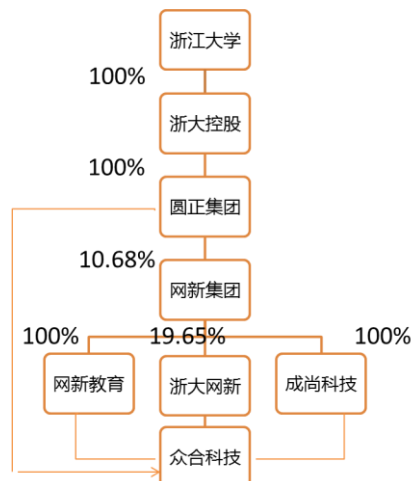 浙江大学
100%
浙大控股
100%
圆正集团
10.68%
网新集团
100% 19.65% 100%
网新教育 浙大网新 成尚科技
众合科技